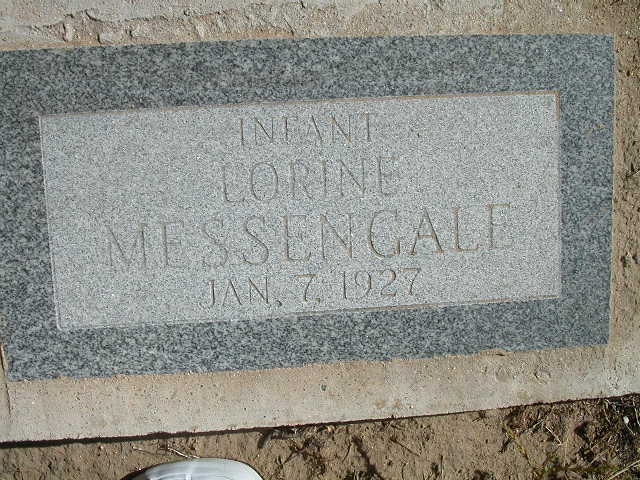 INFANT
LORINE
MESSENGALE
JAN. 7, 1927